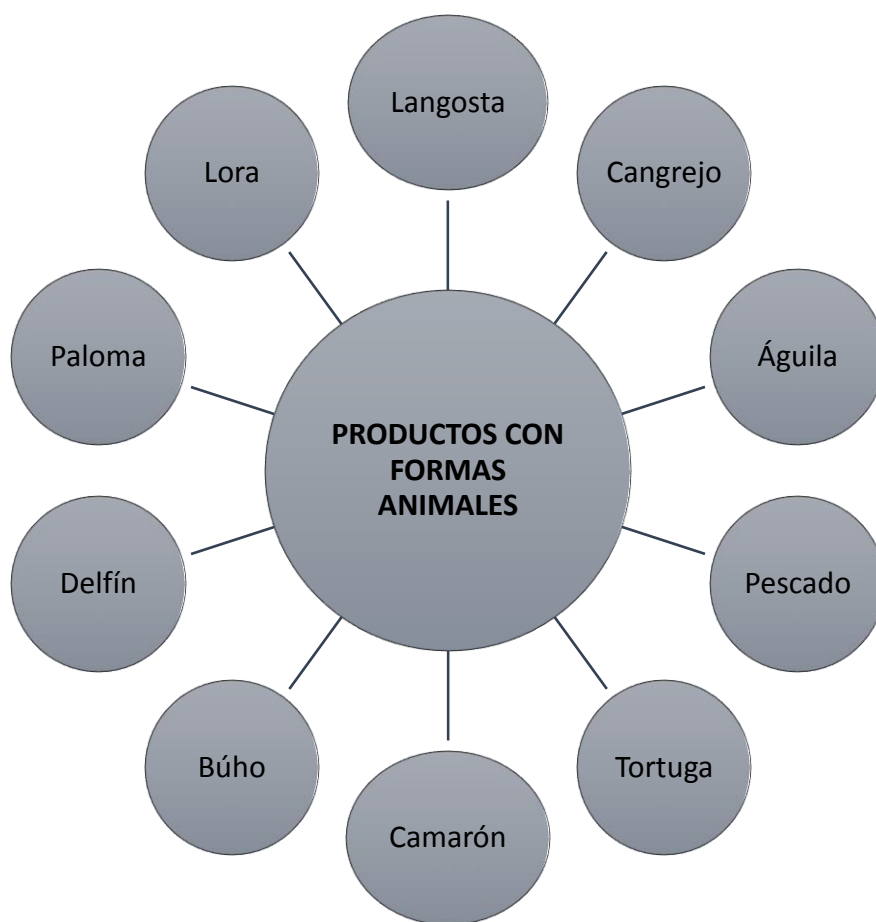 Langosta
Lora
Cangrejo
Paloma
Águila
PRODUCTOS CON
FORMAS
ANIMALES
Delfín
Pescado
Búho
Tortuga
Camarón